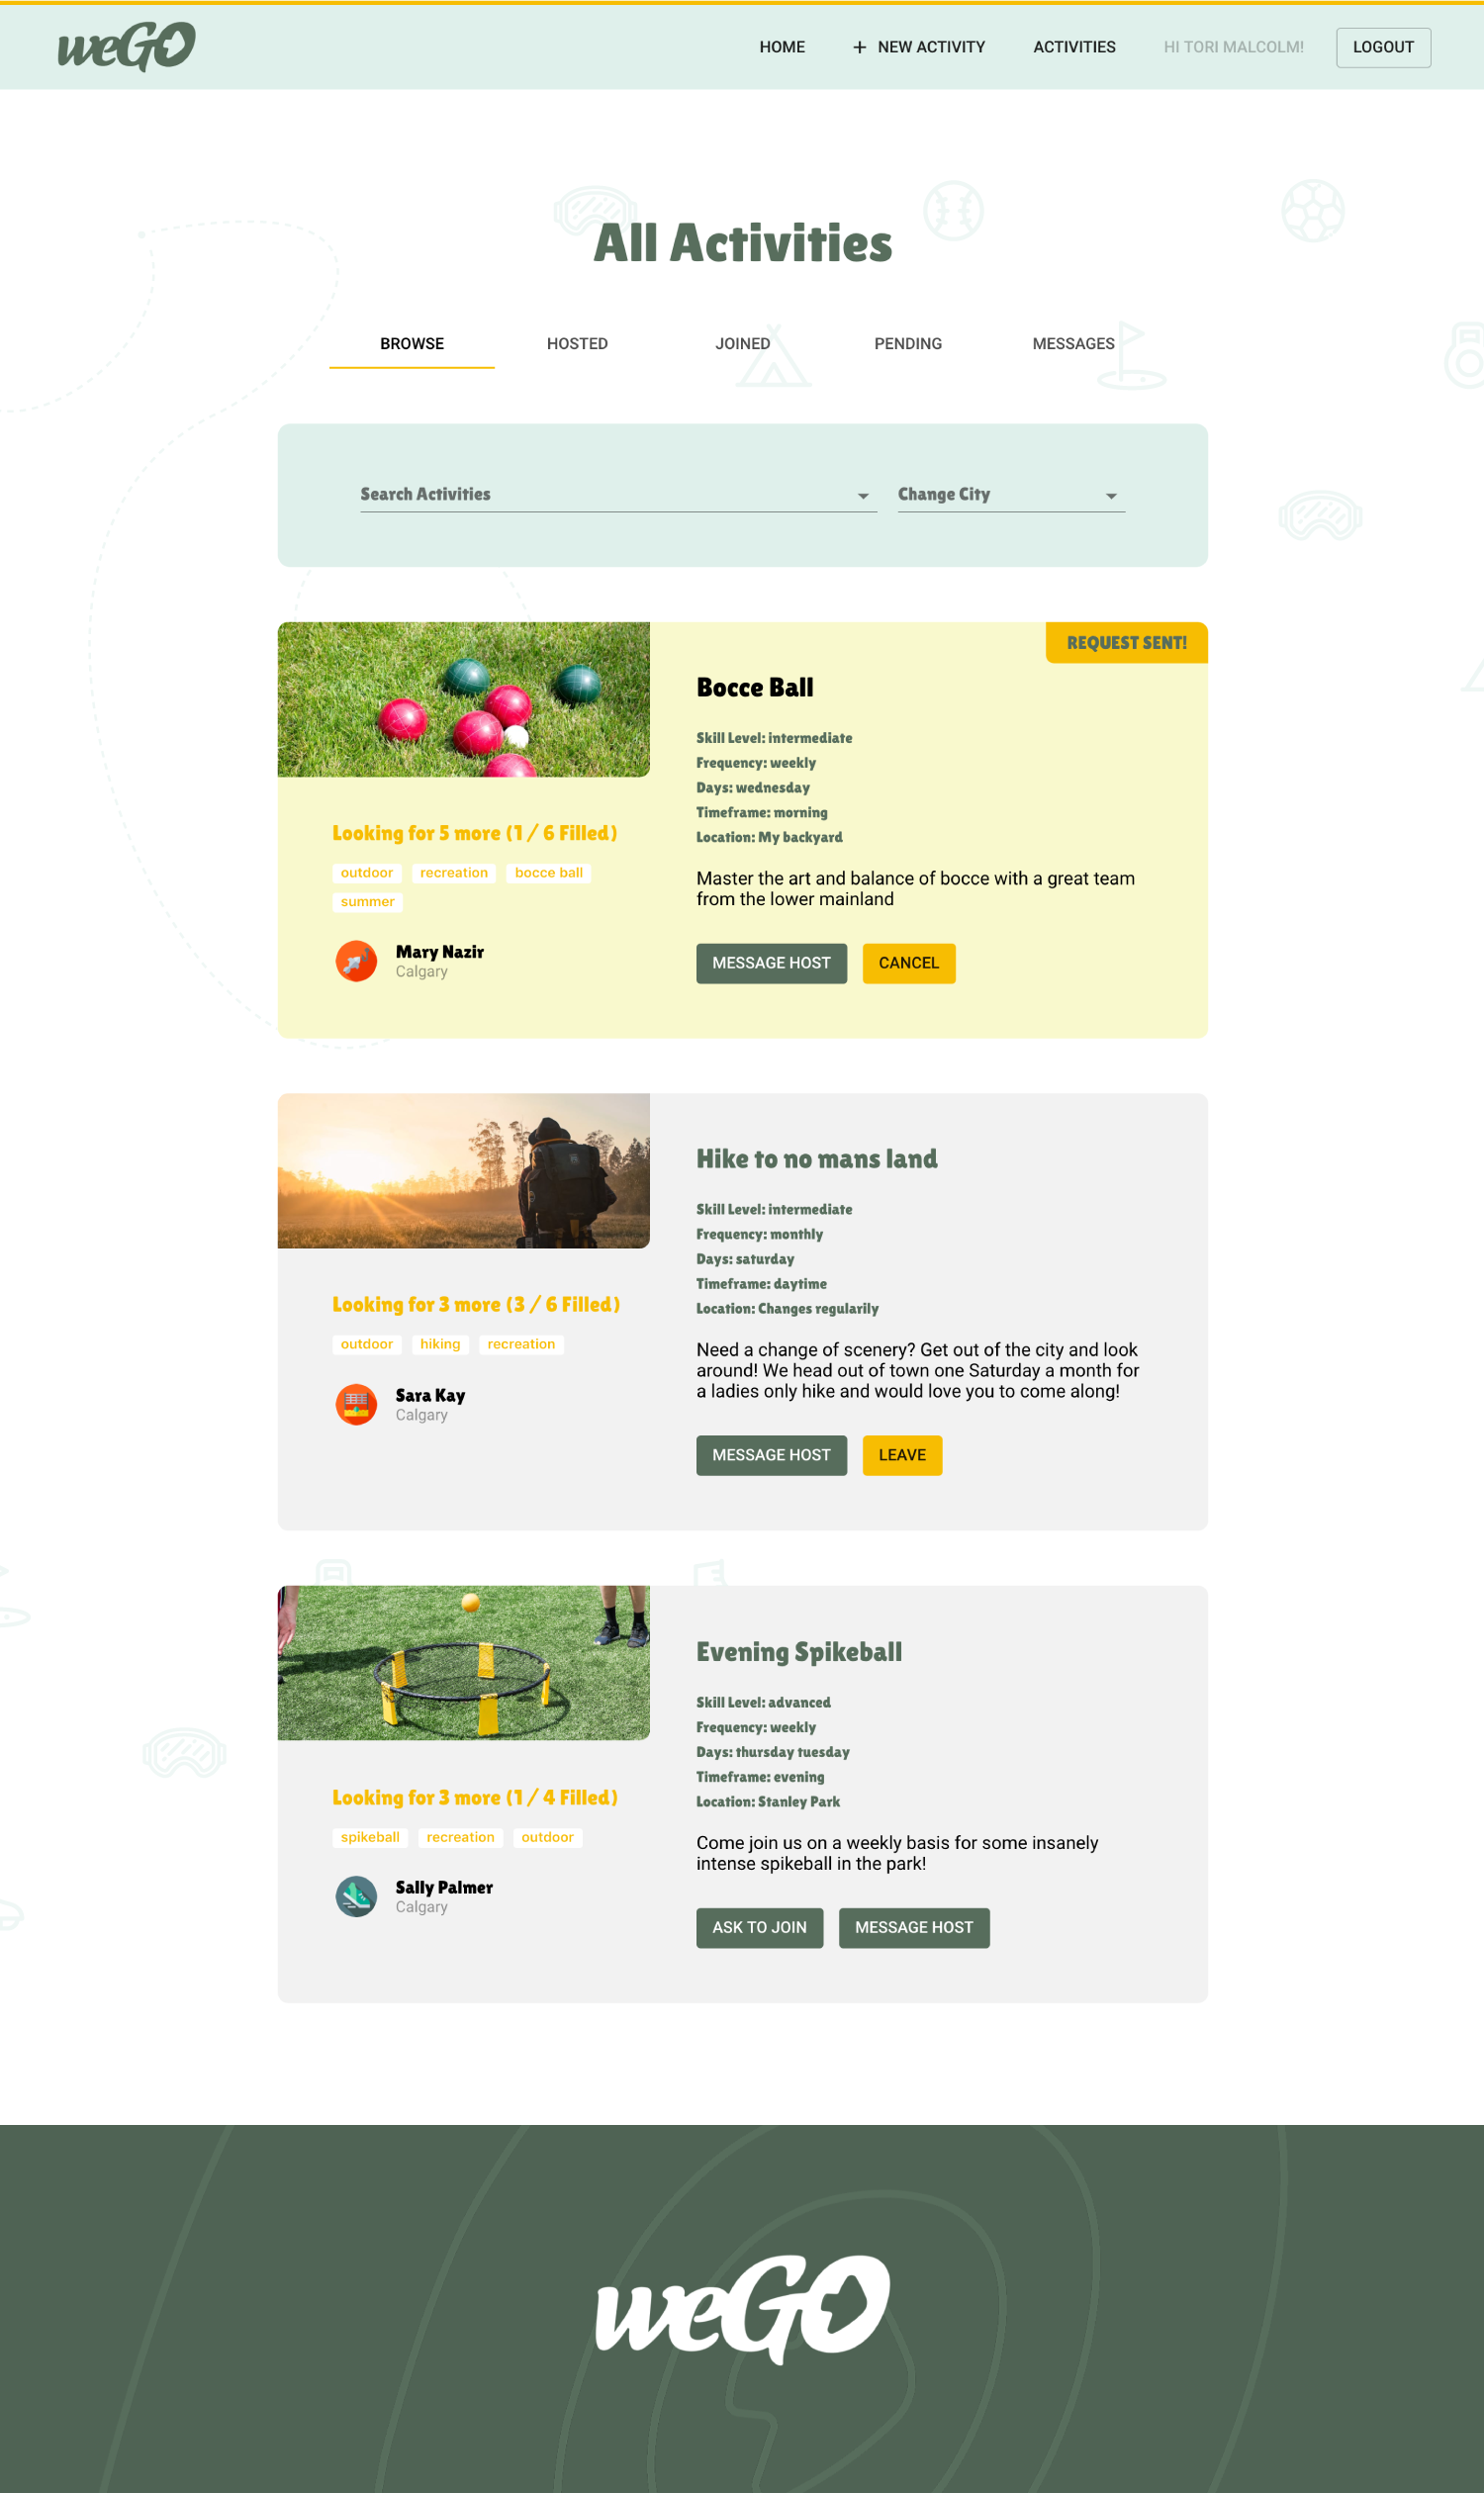 weGO
HOME
+ NEW ACTIVITY
ACTIVITIES
HI TORI MALCOLM!
LOGOUT
All Activities
BROWSE
HOSTED
JOINED
PENDING
MESSAGES
Search Activities
Change City
REQUEST SENT!
Looking for 5 more (1 / 6 Filled)
outdoor recreation bocce ball
summer
Mary Nazir
Calgary
Bocce Ball
Skill Level: intermediate
Frequency: weekly
Days: wednesday
Timeframe: morning
Location: My backyard
Master the art and balance of bocce with a great team
from the lower mainland
MESSAGE HOST
CANCEL
Looking for 3 more (3 / 6 Filled)
outdoor hiking recreation
Sara Kay
Calgary
Hike to no mans land
Skill Level: intermediate
Frequency: monthly
Days: saturday
Timeframe: daytime
Location: Changes regularily
Need a change of scenery? Get out of the city and look
around! We head out of town one Saturday a month for
a ladies only hike and would love you to come along!
MESSAGE HOST
LEAVE
Looking for 3 more (1 / 4 Filled)
spikeball recreation outdoor
Sally Palmer
Calgary
Evening Spikeball
Skill Level: advanced
Frequency: weekly
Days: thursday tuesday
Timeframe: evening
Location: Stanley Park
Come join us on a weekly basis for some insanely
intense spikeball in the park!
ASK TO JOIN
MESSAGE HOST
weGO